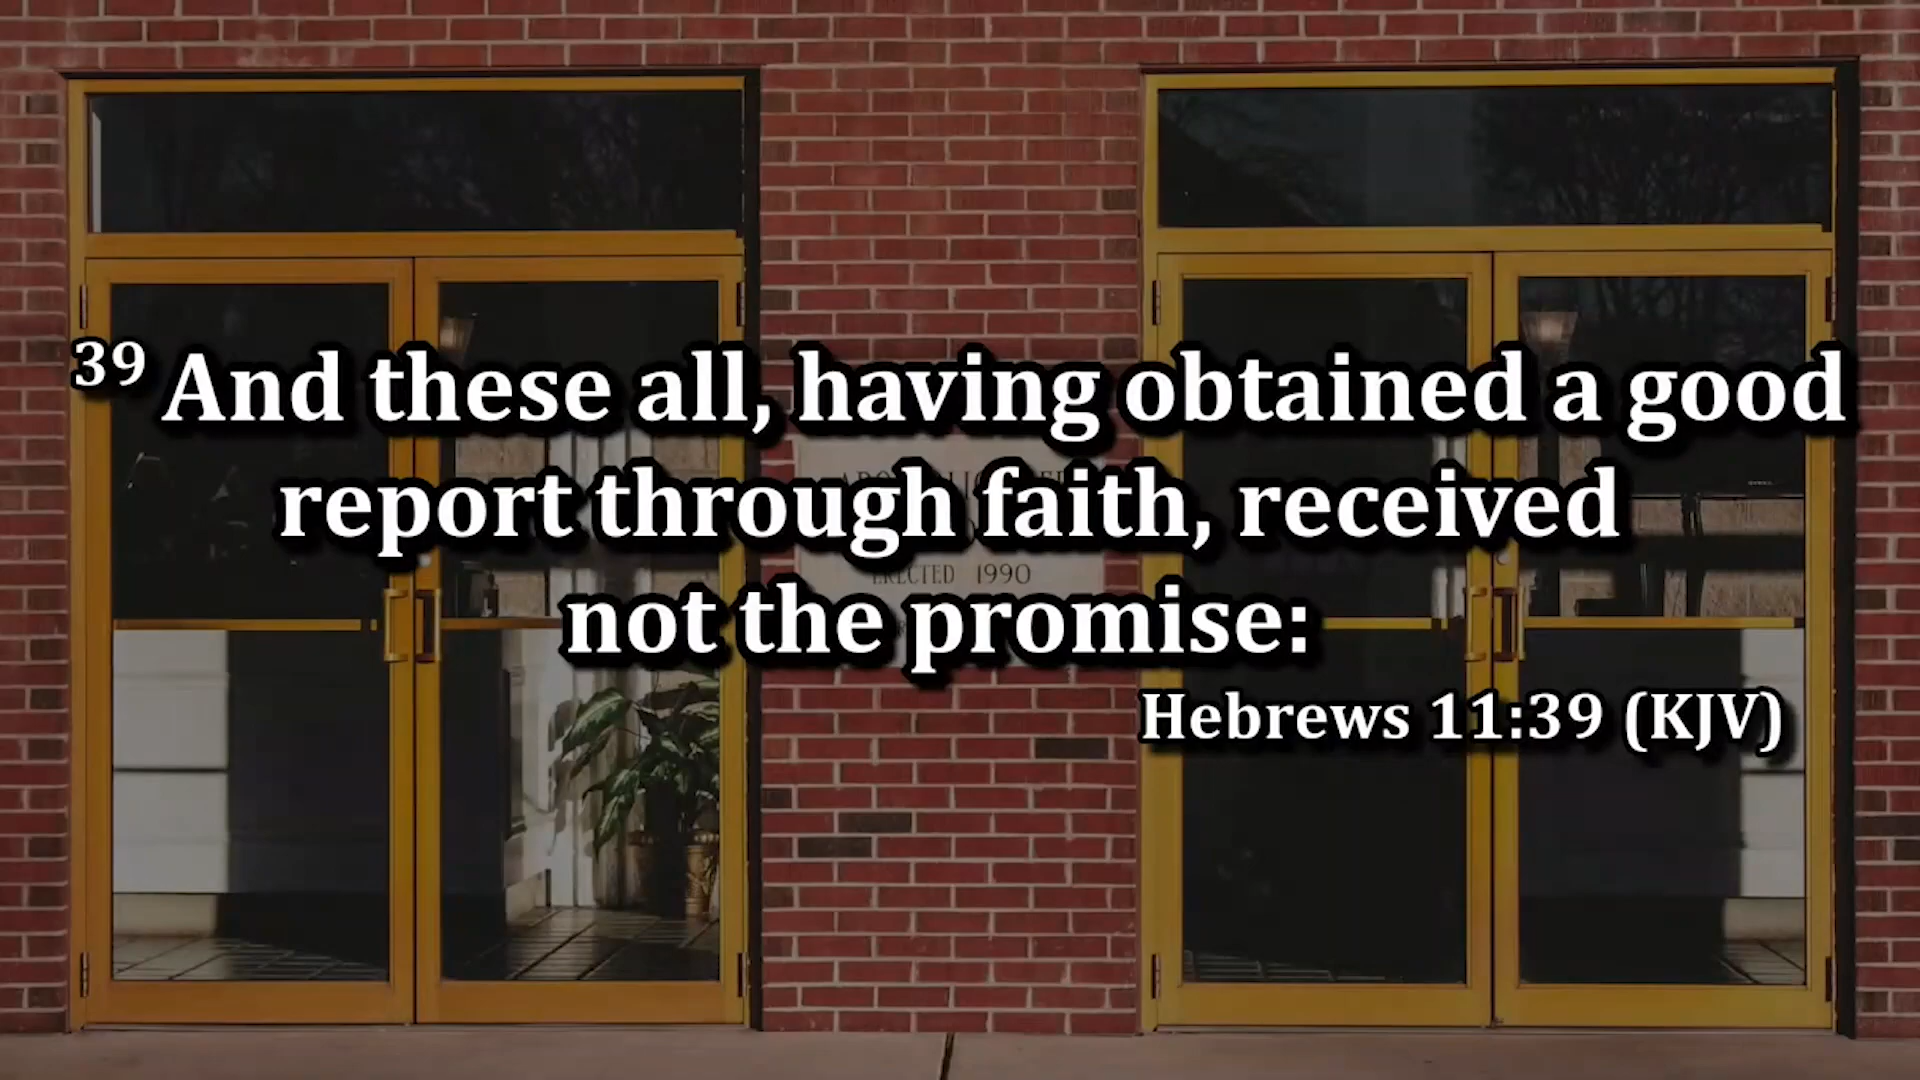 39 And these all, having obtained a good
report through faith, received
not the promise:
Hebrews 11:39 (KJV)
ERECTED 1990